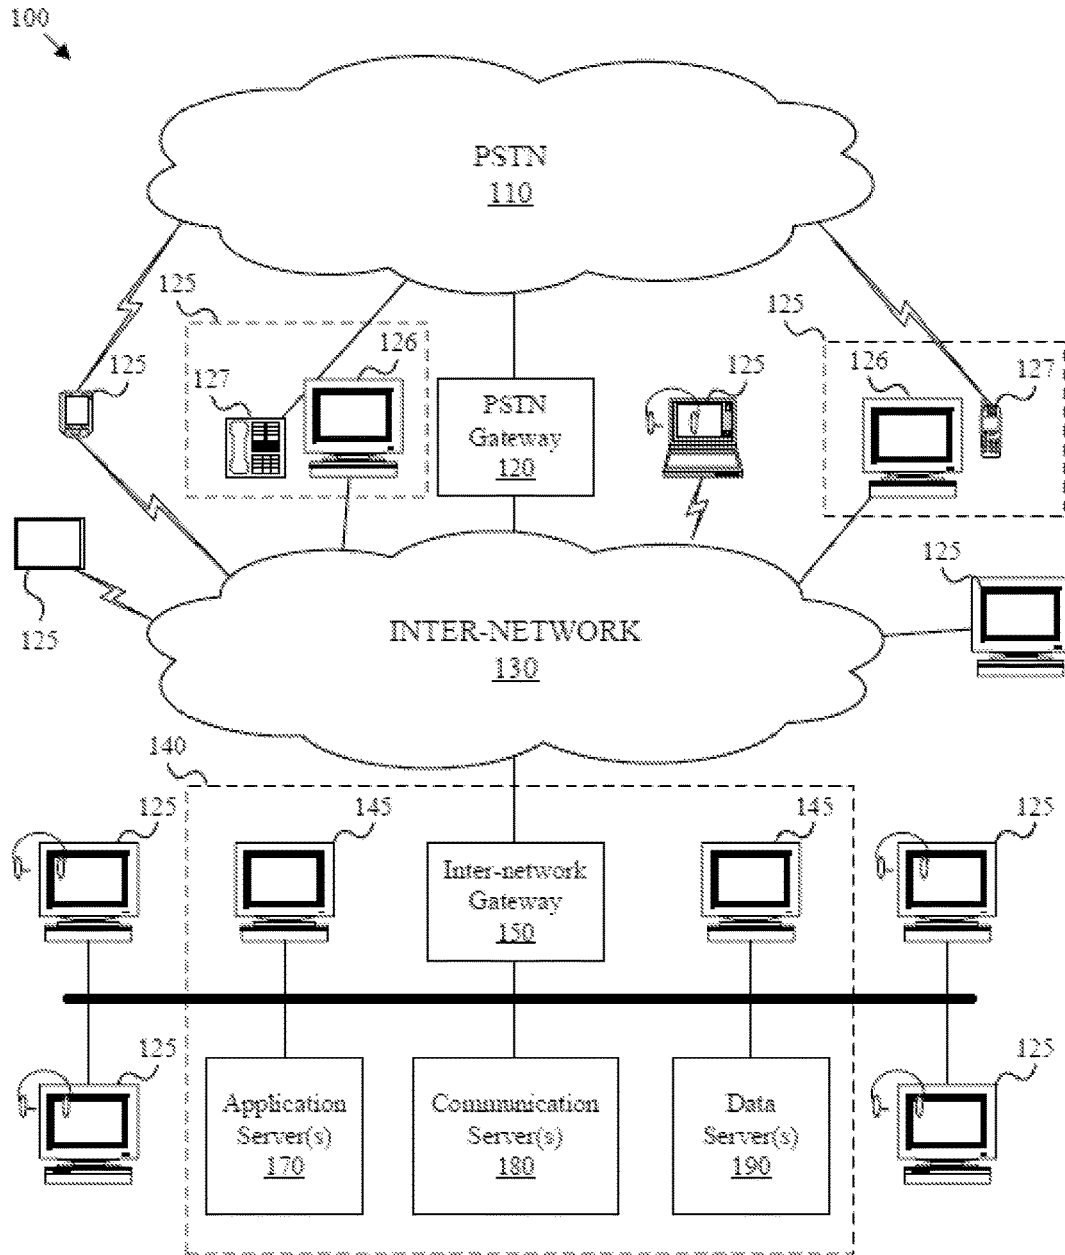 100
PSTN
110
125
125
126
127
125
125
126
127
PSTN
Gateway
120
125
125
INTER-NETWORK
130
140
125
145
145
125
Inter-network
Gateway
150
125
125
Application
Server(s)
170
Communication
Server(s)
180
Data
Server(s)
190